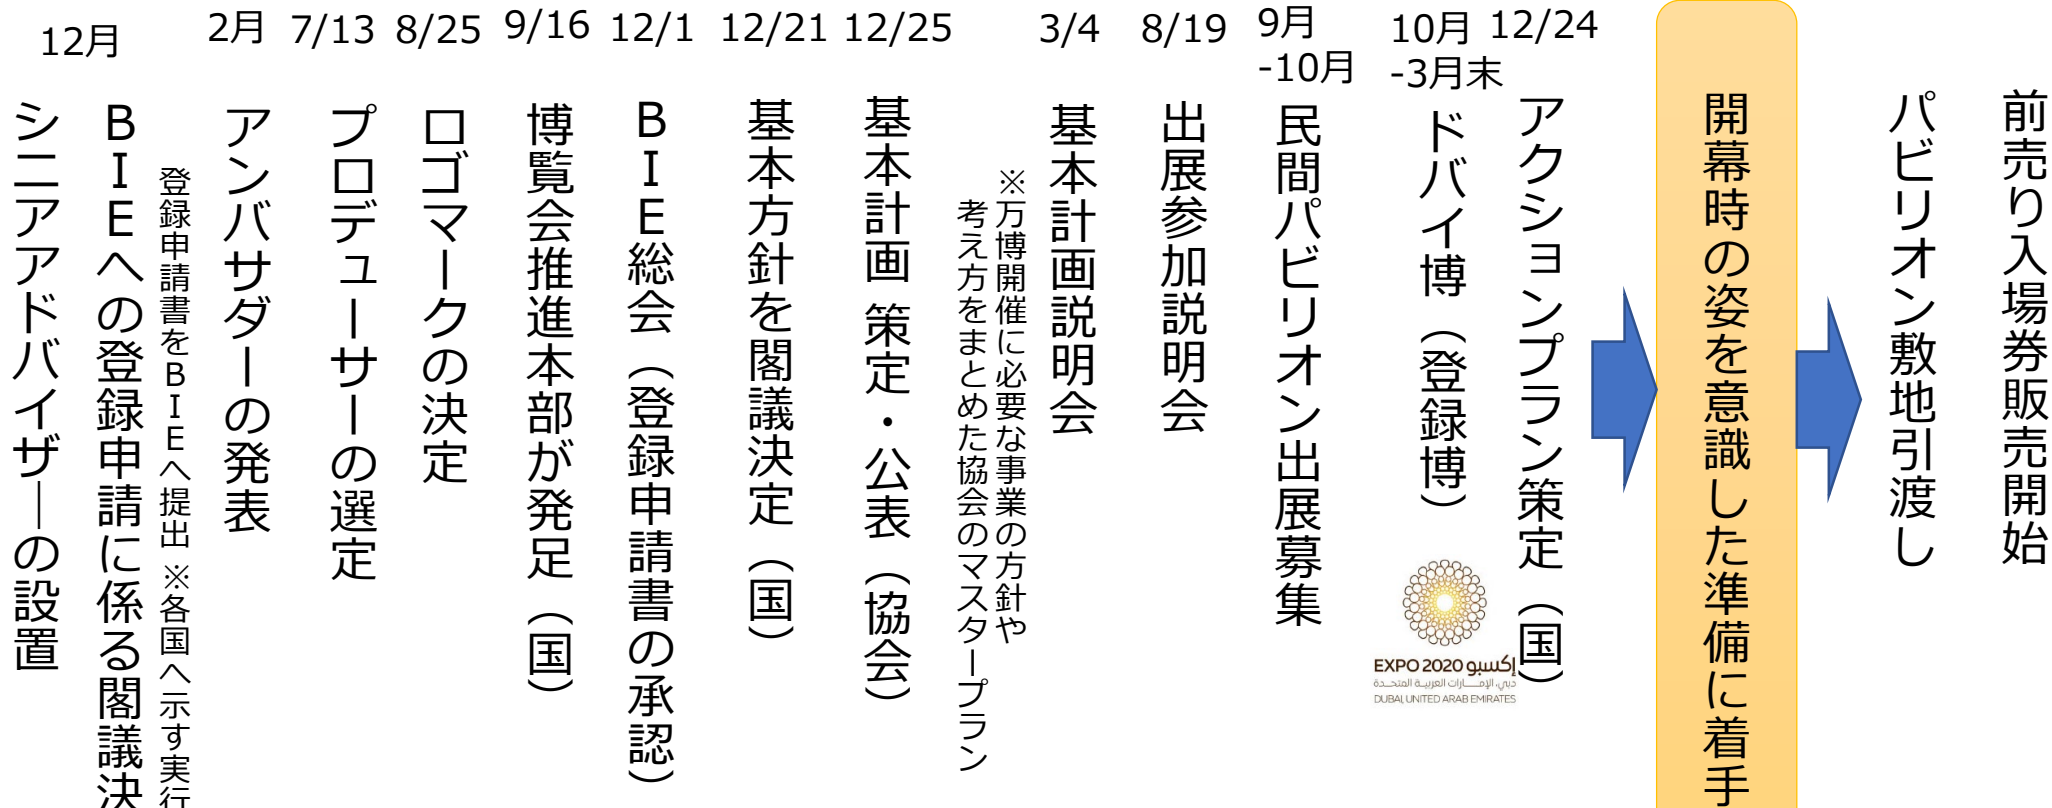 12月
2月
7/13
8/25
9/16
12/1
12/21
12/25
3/4
8/19
9月
-10月
10月
-3月末
12/24
シニアアドバイザ―の設置
BIEへの登録申請に係る閣議決
登録申請書をBIEへ提出 ※各国へ示す実行
アンバサダーの発表
プロデューサーの選定
ロゴマークの決定
博覧会推進本部が発足（国）
BIE総会（登録申請書の承認）
基本方針を閣議決定（国）
基本計画 策定・公表（協会）
※万博開催に必要な事業の方針や
考え方をまとめた協会のマスタープラン
基本計画説明会
出展参加説明会
民間パビリオン出展募集
ドバイ博（登録博）
EXPO 2020 إكسبو
دبي، الإمـــارات العربيـة المتحـدة
DUBAI, UNITED ARAB EMIRATES
アクションプラン策定（国）
開幕時の姿を意識した準備に着手
パビリオン敷地引渡し
前売り入場券販売開始